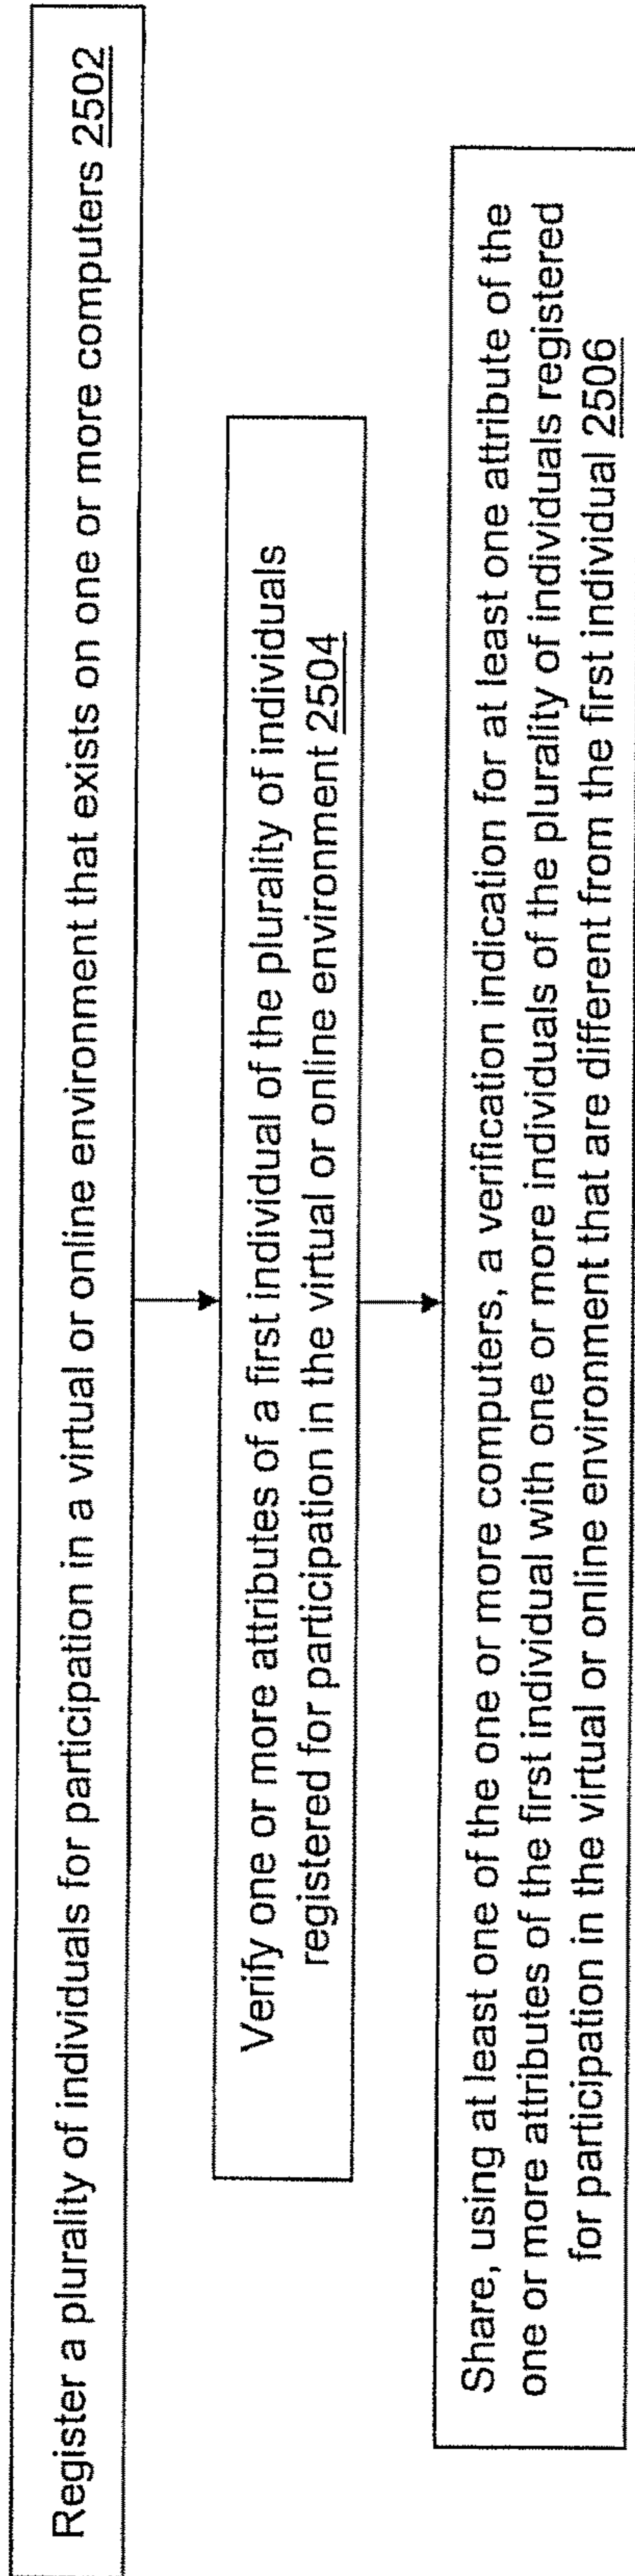 Register a plurality of individuals for participation in a virtual or online environment that exists on one or more computers 2502
Verify one or more attributes of a first individual of the plurality of individuals
registered for participation in the virtual or online environment 2504
Share, using at least one of the one or more computers, a verification indication for at least one attribute of the
one or more attributes of the first individual with one or more individuals of the plurality of individuals registered
for participation in the virtual or online environment that are different from the first individual 2506